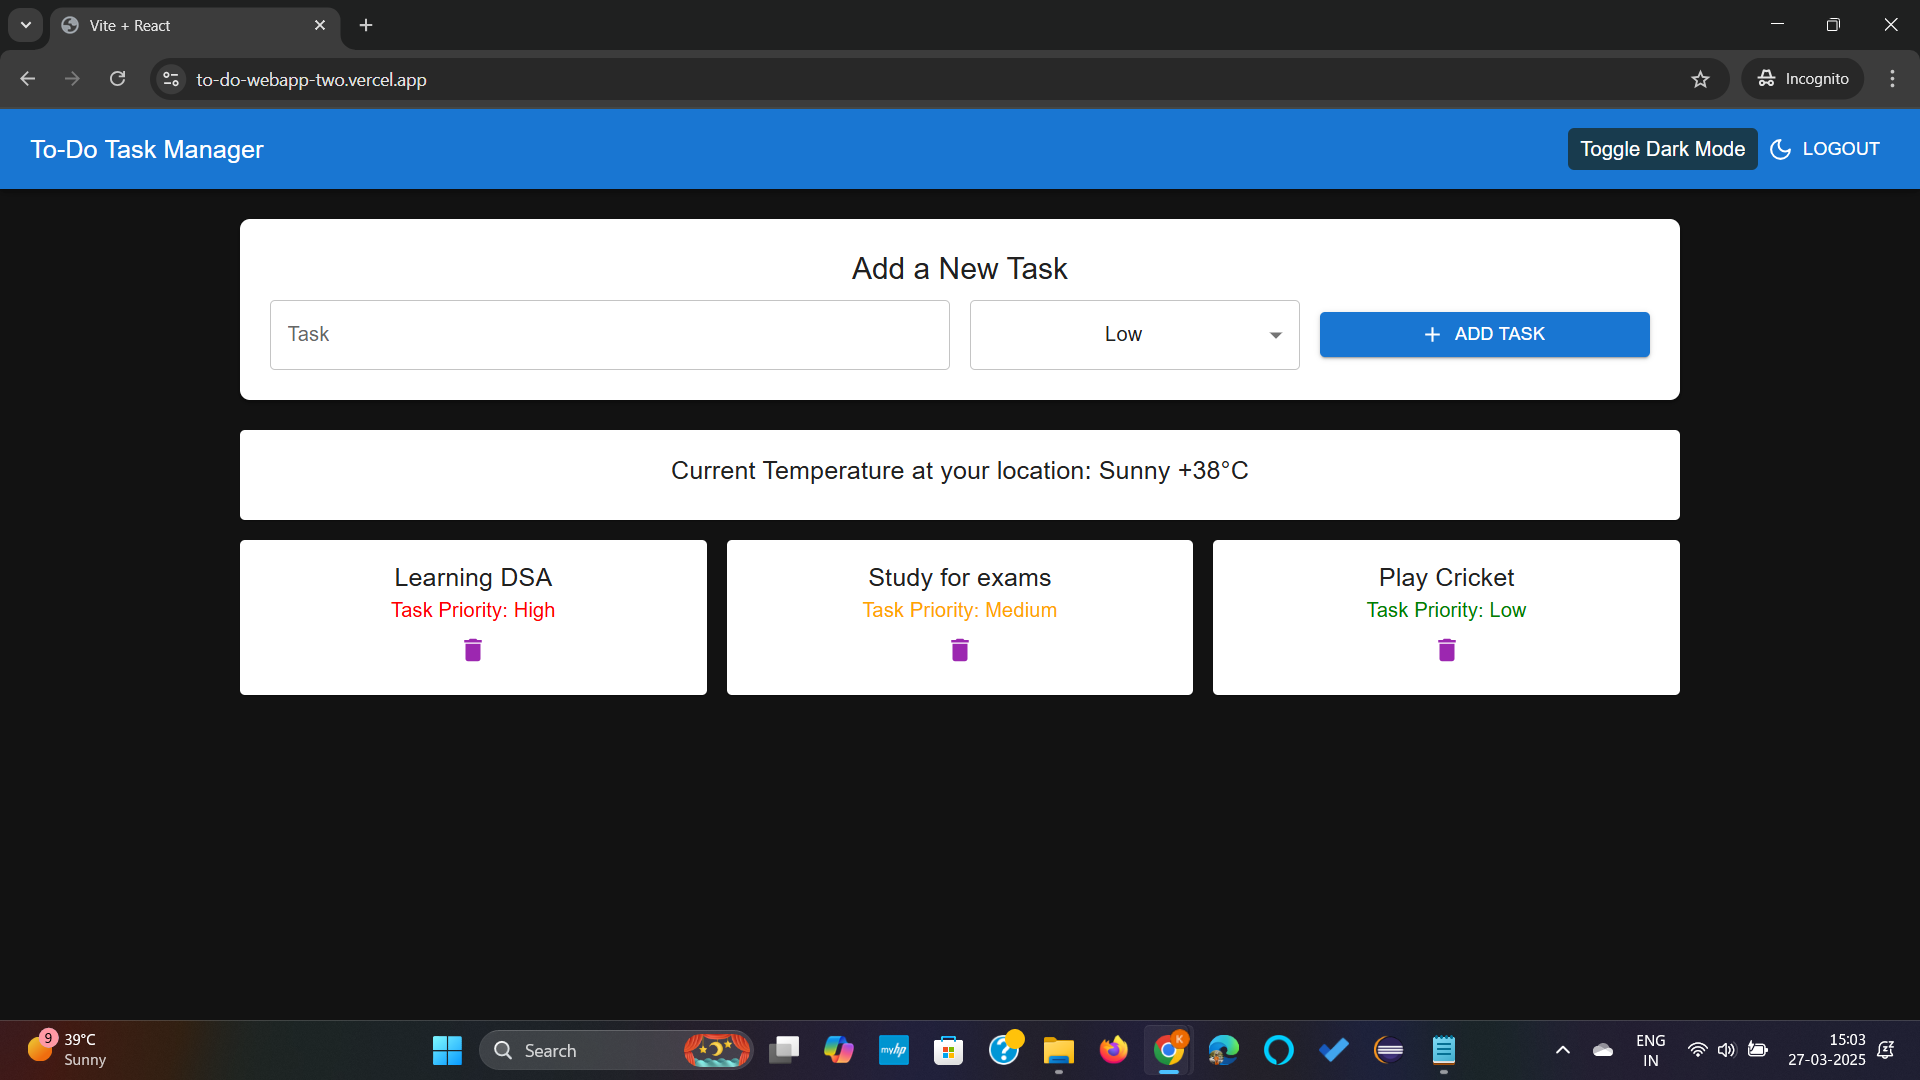 Vite + React
to-do-webapp-two.vercel.app
Incognito
To-Do Task Manager
Toggle Dark Mode
LOGOUT
Add a New Task
Task
Low
+ ADD TASK
Current Temperature at your location: Sunny +38°C
Learning DSA
Task Priority: High
Study for exams
Task Priority: Medium
Play Cricket
Task Priority: Low
9
39°C
Sunny
Search
myhp
K
ENG
IN
15:03
27-03-2025